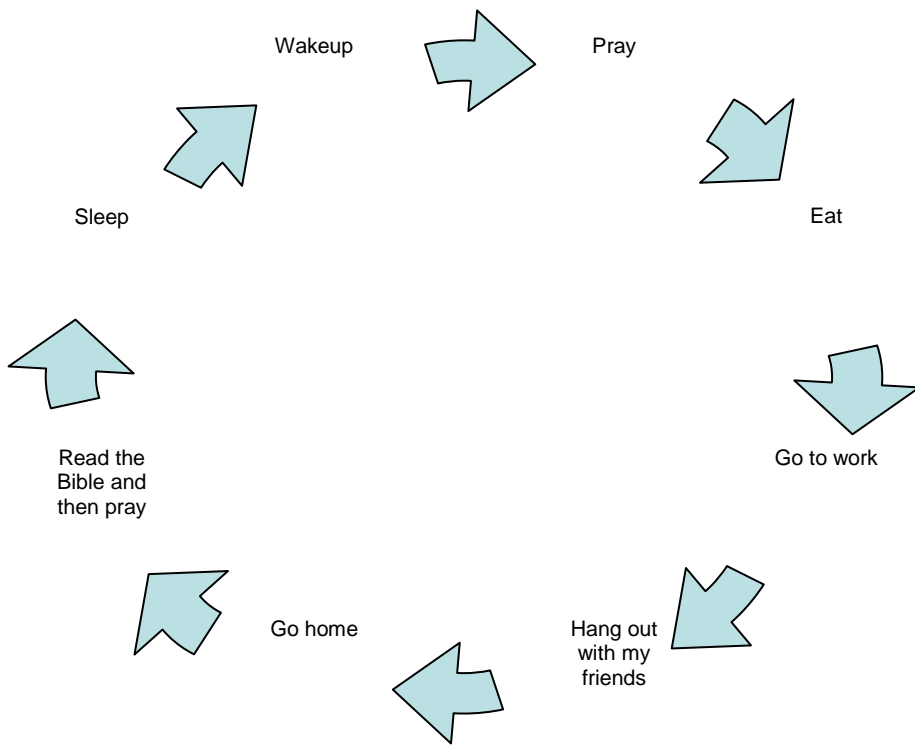 Wakeup
Pray
Eat
Go to work
Hang out
with my
friends
Go home
Read the
Bible and
then pray
Sleep